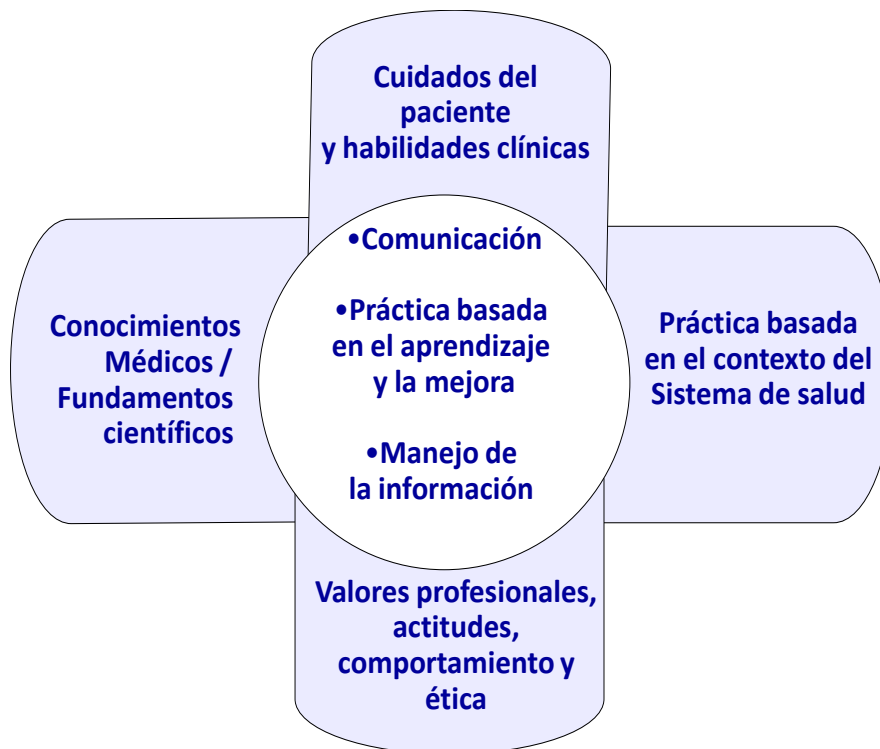 Cuidados del
paciente
y habilidades clínicas
•Comunicación
•Práctica basada
en el aprendizaje
y la mejora
•Manejo de
la información
Conocimientos
Médicos /
Fundamentos
científicos
Práctica basada
en el contexto del
Sistema de salud
Valores profesionales,
actitudes,
comportamiento y
ética